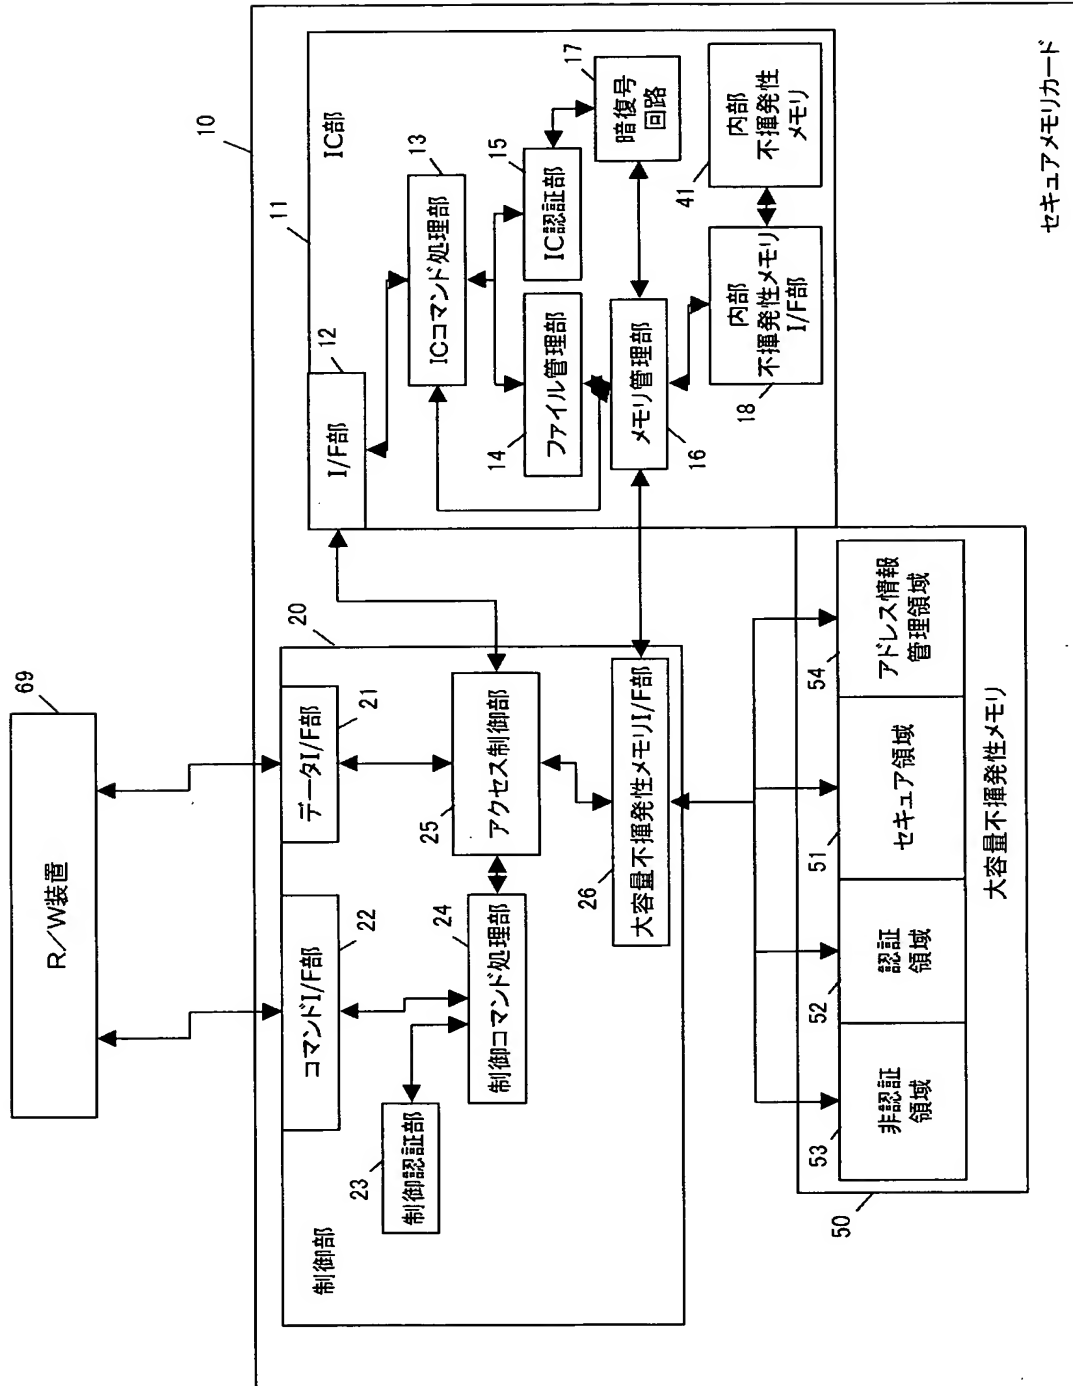 69
R/W装置
10
セキュアメモリカード
20
制御部
22
コマンドI/F部
21
データI/F部
23
制御認証部
24
制御コマンド処理部
25
アクセス制御部
26
大容量不揮発性メモリI/F部
11
IC部
12
I/F部
13
ICコマンド処理部
14
ファイル管理部
15
IC認証部
16
メモリ管理部
17
暗復号
回路
18
内部
不揮発性メモリ
I/F部
41
内部
不揮発性
メモリ
50
53
非認証
領域
52
認証
領域
51
セキュア領域
54
アドレス情報
管理領域
大容量不揮発性メモリ